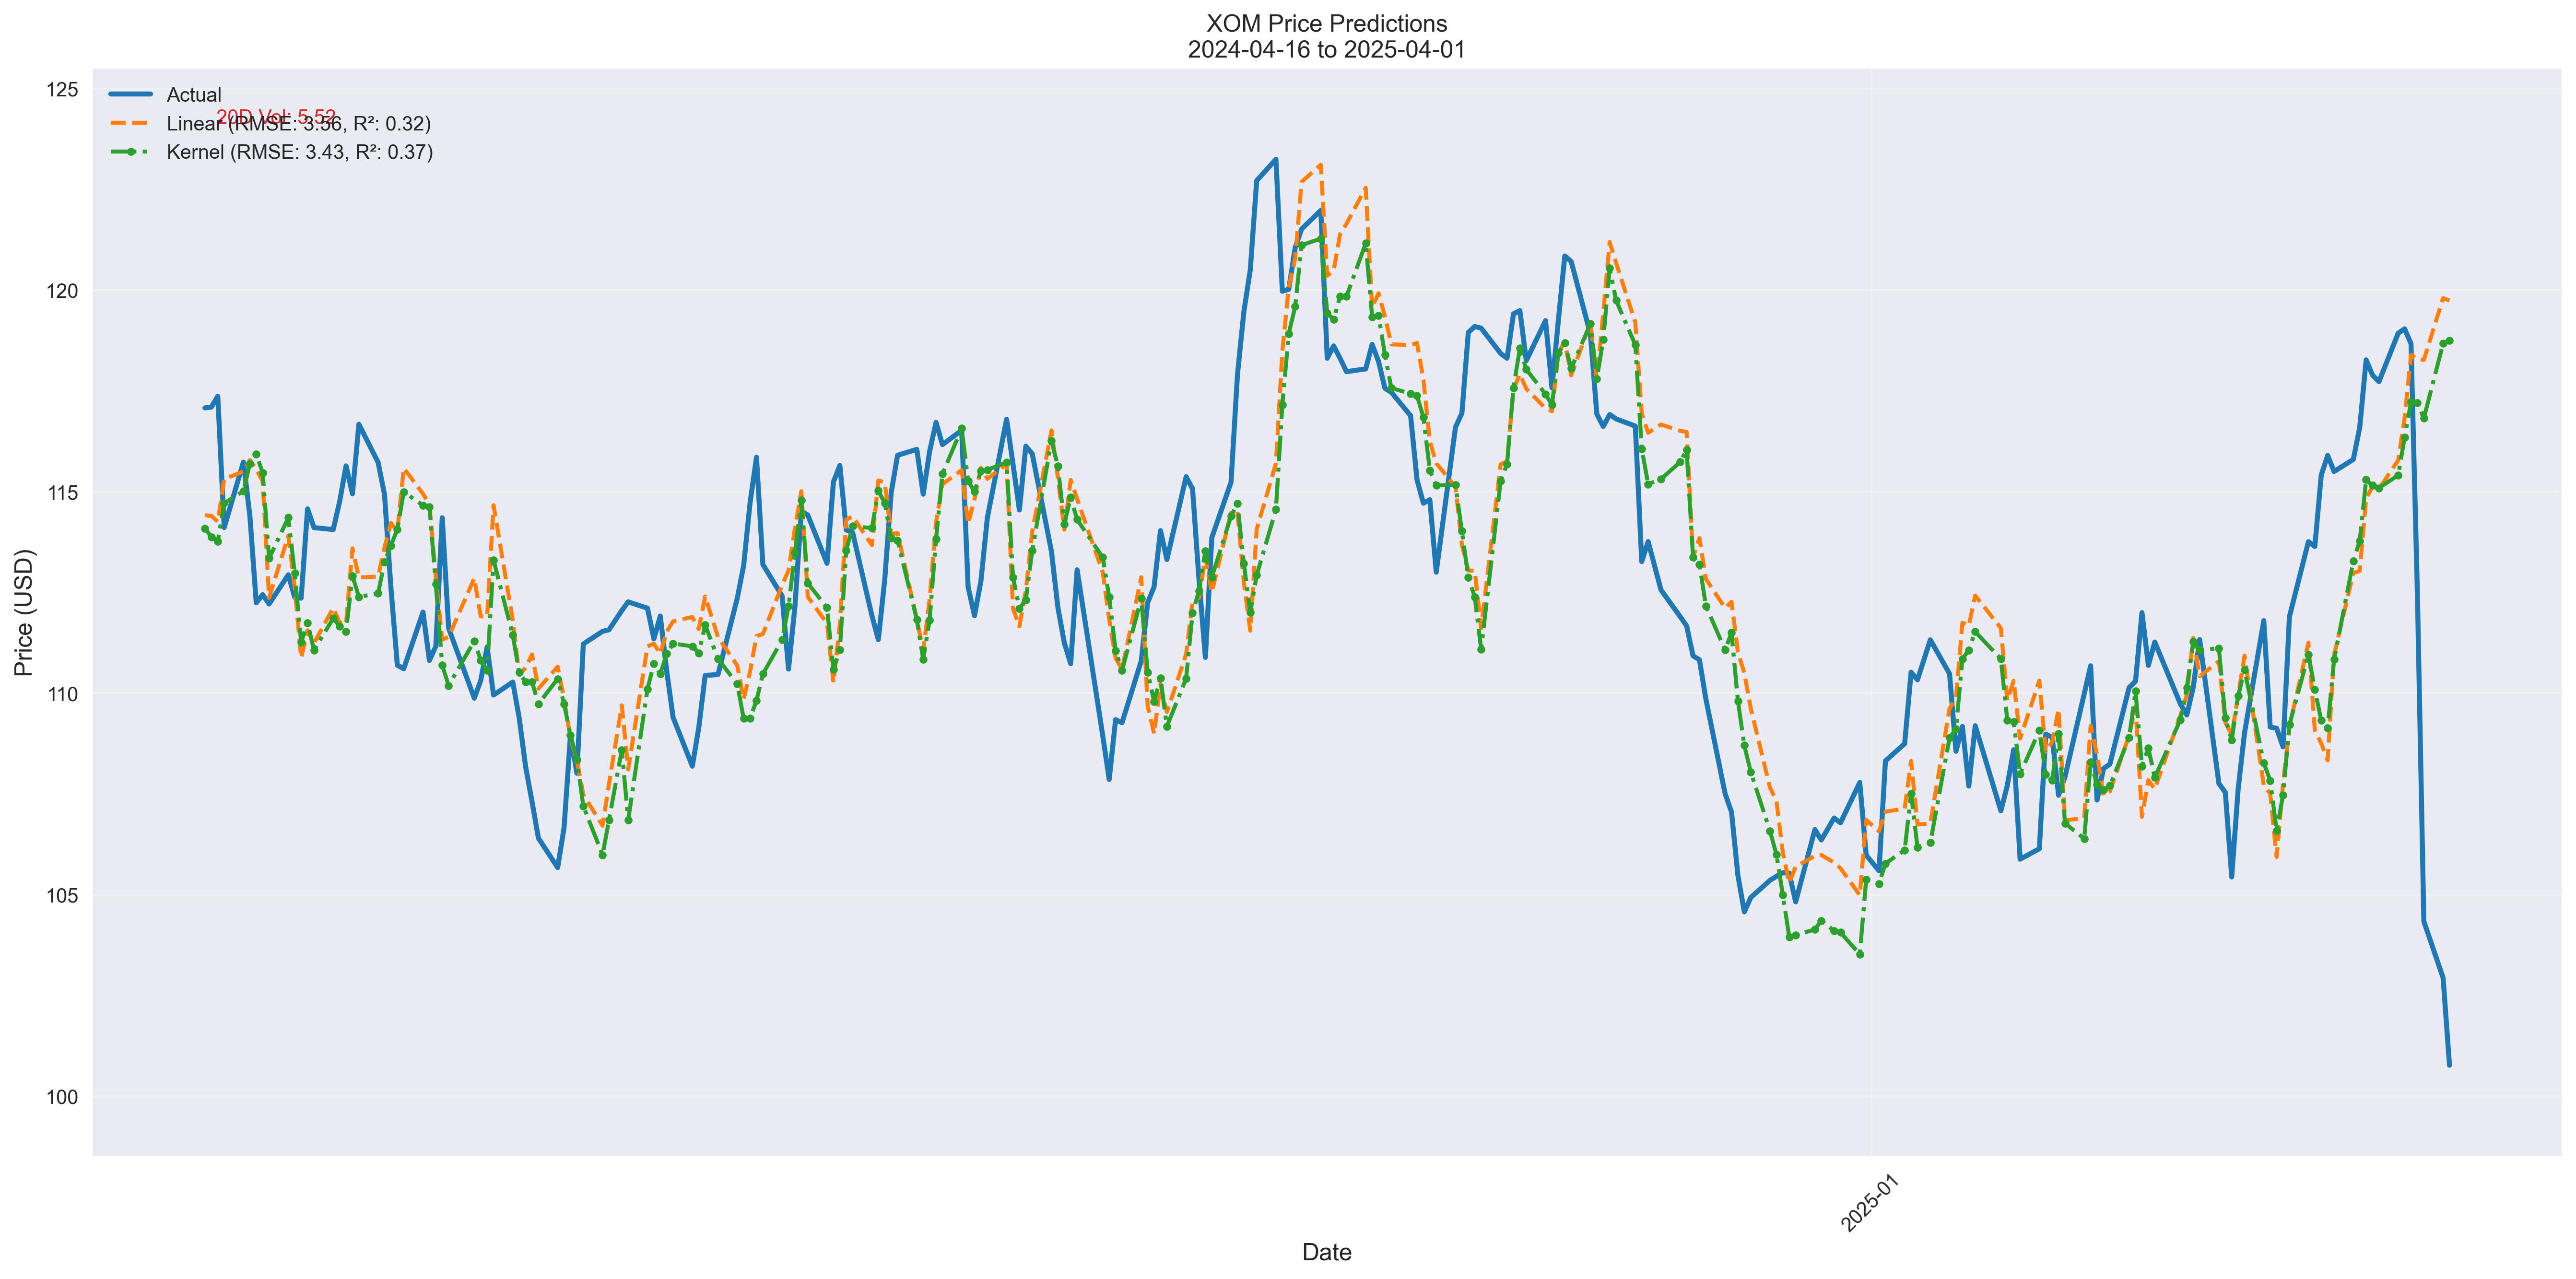 XOM Price Predictions
2024-04-16 to 2025-04-01
125
120
115
110
105
100
Price (USD)
Actual
20D Vol: 5.52
Linear (RMSE: 3.56, R²: 0.32)
Kernel (RMSE: 3.43, R²: 0.37)
2025-01
Date